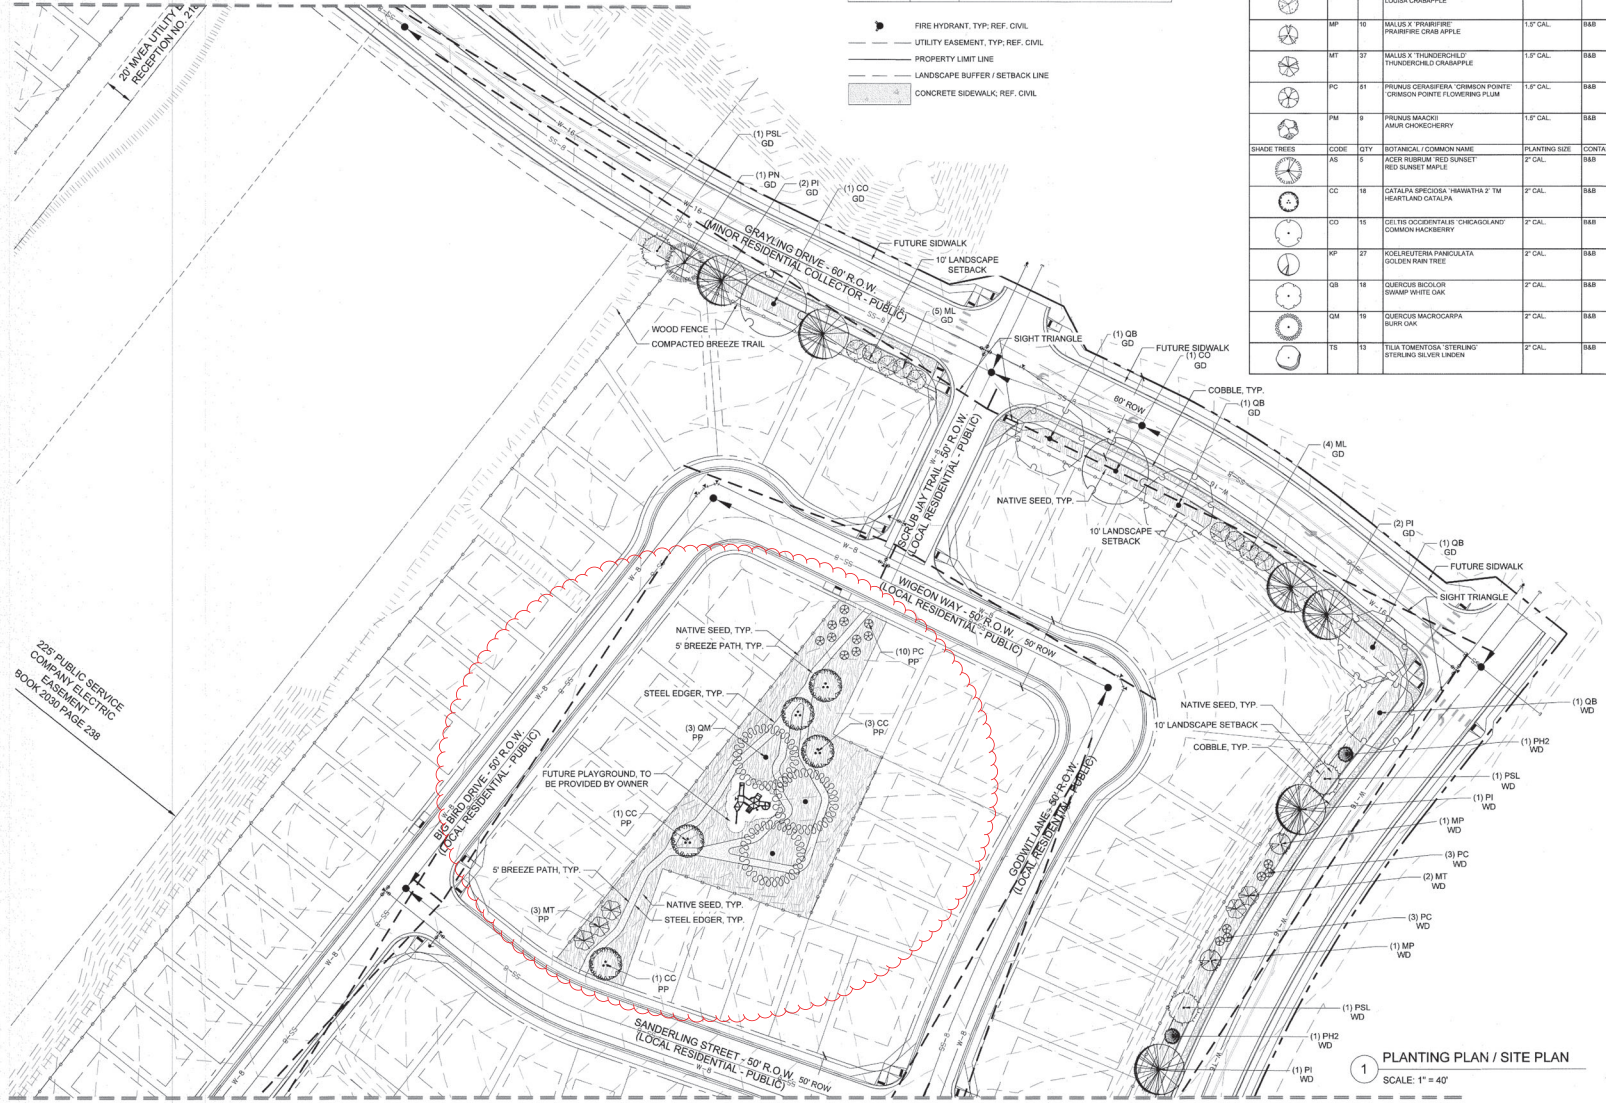 20' MVEA UTILITY
RECEPTION NO. 218
FIRE HYDRANT, TYP; REF. CIVIL
UTILITY EASEMENT, TYP; REF. CIVIL
PROPERTY LIMIT LINE
LANDSCAPE BUFFER / SETBACK LINE
CONCRETE SIDEWALK; REF. CIVIL
LOUISA CRABAPPLE
MP 10 MALUS X 'PRAIRIFIRE' 1.5" CAL. B&B
PRAIRIFIRE CRAB APPLE
MT 37 MALUS X 'THUNDERCHILD' 1.5" CAL. B&B
THUNDERCHILD CRABAPPLE
PC 61 PRUNUS CERASIFERA 'CRIMSON POINTE' 1.5" CAL. B&B
'CRIMSON POINTE FLOWERING PLUM
PM 9 PRUNUS MAACKII 1.5" CAL. B&B
AMUR CHOKECHERRY
SHADE TREES CODE QTY BOTANICAL / COMMON NAME PLANTING SIZE CONTA
AS 5 ACER RUBRUM 'RED SUNSET' 2" CAL. B&B
RED SUNSET MAPLE
CC 18 CATALPA SPECIOSA 'HIAWATHA 2' TM 2" CAL. B&B
HEARTLAND CATALPA
CO 15 CELTIS OCCIDENTALIS 'CHICAGOLAND' 2" CAL. B&B
COMMON HACKBERRY
KP 27 KOELREUTERIA PANICULATA 2" CAL. B&B
GOLDEN RAIN TREE
QB 18 QUERCUS BICOLOR 2" CAL. B&B
SWAMP WHITE OAK
QM 19 QUERCUS MACROCARPA 2" CAL. B&B
BURR OAK
TS 13 TILIA TOMENTOSA 'STERLING' 2" CAL. B&B
STERLING SILVER LINDEN
(1) PSL
GD
(1) PN
GD
(2) PI
GD
(1) CO
GD
GRAYLING DRIVE - 60' R.O.W.
(MINOR RESIDENTIAL COLLECTOR - PUBLIC)
FUTURE SIDWALK
10' LANDSCAPE
SETBACK
WOOD FENCE
COMPACTED BREEZE TRAIL
(5) ML
GD
SIGHT TRIANGLE
(1) QB
GD
FUTURE SIDWALK
(1) CO
GD
60' ROW
COBBLE, TYP.
(1) QB
GD
(4) ML
GD
SCRUB JAY TRAIL - 50' R.O.W.
(LOCAL RESIDENTIAL - PUBLIC)
NATIVE SEED, TYP.
10' LANDSCAPE
SETBACK
(2) PI
GD
(1) QB
GD
FUTURE SIDWALK
SIGHT TRIANGLE
WIGEON WAY - 50' R.O.W.
(LOCAL RESIDENTIAL - PUBLIC)
50' ROW
NATIVE SEED, TYP.
5' BREEZE PATH, TYP.
(10) PC
PP
STEEL EDGER, TYP.
(3) QM
PP
(3) CC
PP
FUTURE PLAYGROUND, TO
BE PROVIDED BY OWNER
(1) CC
PP
5' BREEZE PATH, TYP.
(3) MT
PP
NATIVE SEED, TYP.
STEEL EDGER, TYP.
(1) CC
PP
BIG BIRD DRIVE - 50' R.O.W.
(LOCAL RESIDENTIAL - PUBLIC)
GODWIT LANE - 50' R.O.W.
(LOCAL RESIDENTIAL - PUBLIC)
225' PUBLIC SERVICE
COMPANY ELECTRIC
EASEMENT
BOOK 2030 PAGE 238
SANDERLING STREET - 50' R.O.W.
(LOCAL RESIDENTIAL - PUBLIC)
50' ROW
NATIVE SEED, TYP.
10' LANDSCAPE SETBACK
COBBLE, TYP.
(1) QB
WD
(1) PH2
WD
(1) PSL
WD
(1) PI
WD
(1) MP
WD
(3) PC
WD
(2) MT
WD
(3) PC
WD
(1) MP
WD
(1) PSL
WD
(1) PH2
WD
(1) PI
WD
1 PLANTING PLAN / SITE PLAN
SCALE: 1" = 40'